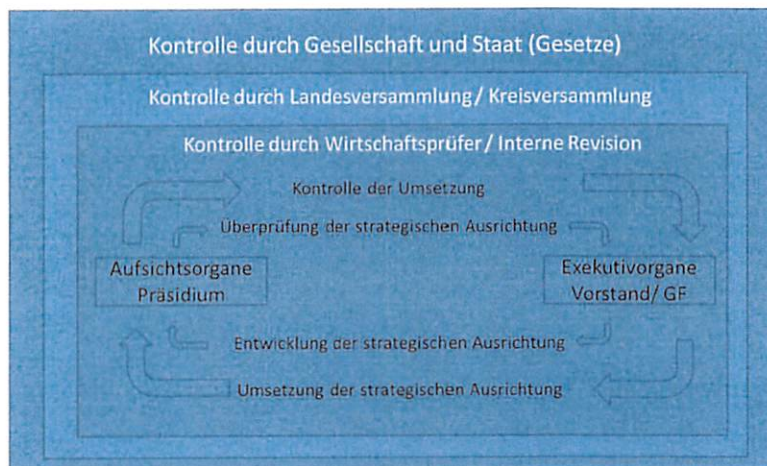 Kontrolle durch Gesellschaft und Staat (Gesetze)
Kontrolle durch Landesversammlung / Kreisversammlung
Kontrolle durch Wirtschaftsprüfer / Interne Revision
Kontrolle der Umsetzung
Überprüfung der strategischen Ausrichtung
Aufsichtsorgane
Präsidium
Exekutivorgane
Vorstand/ GF
Entwicklung der strategischen Ausrichtung
Umsetzung der strategischen Ausrichtung